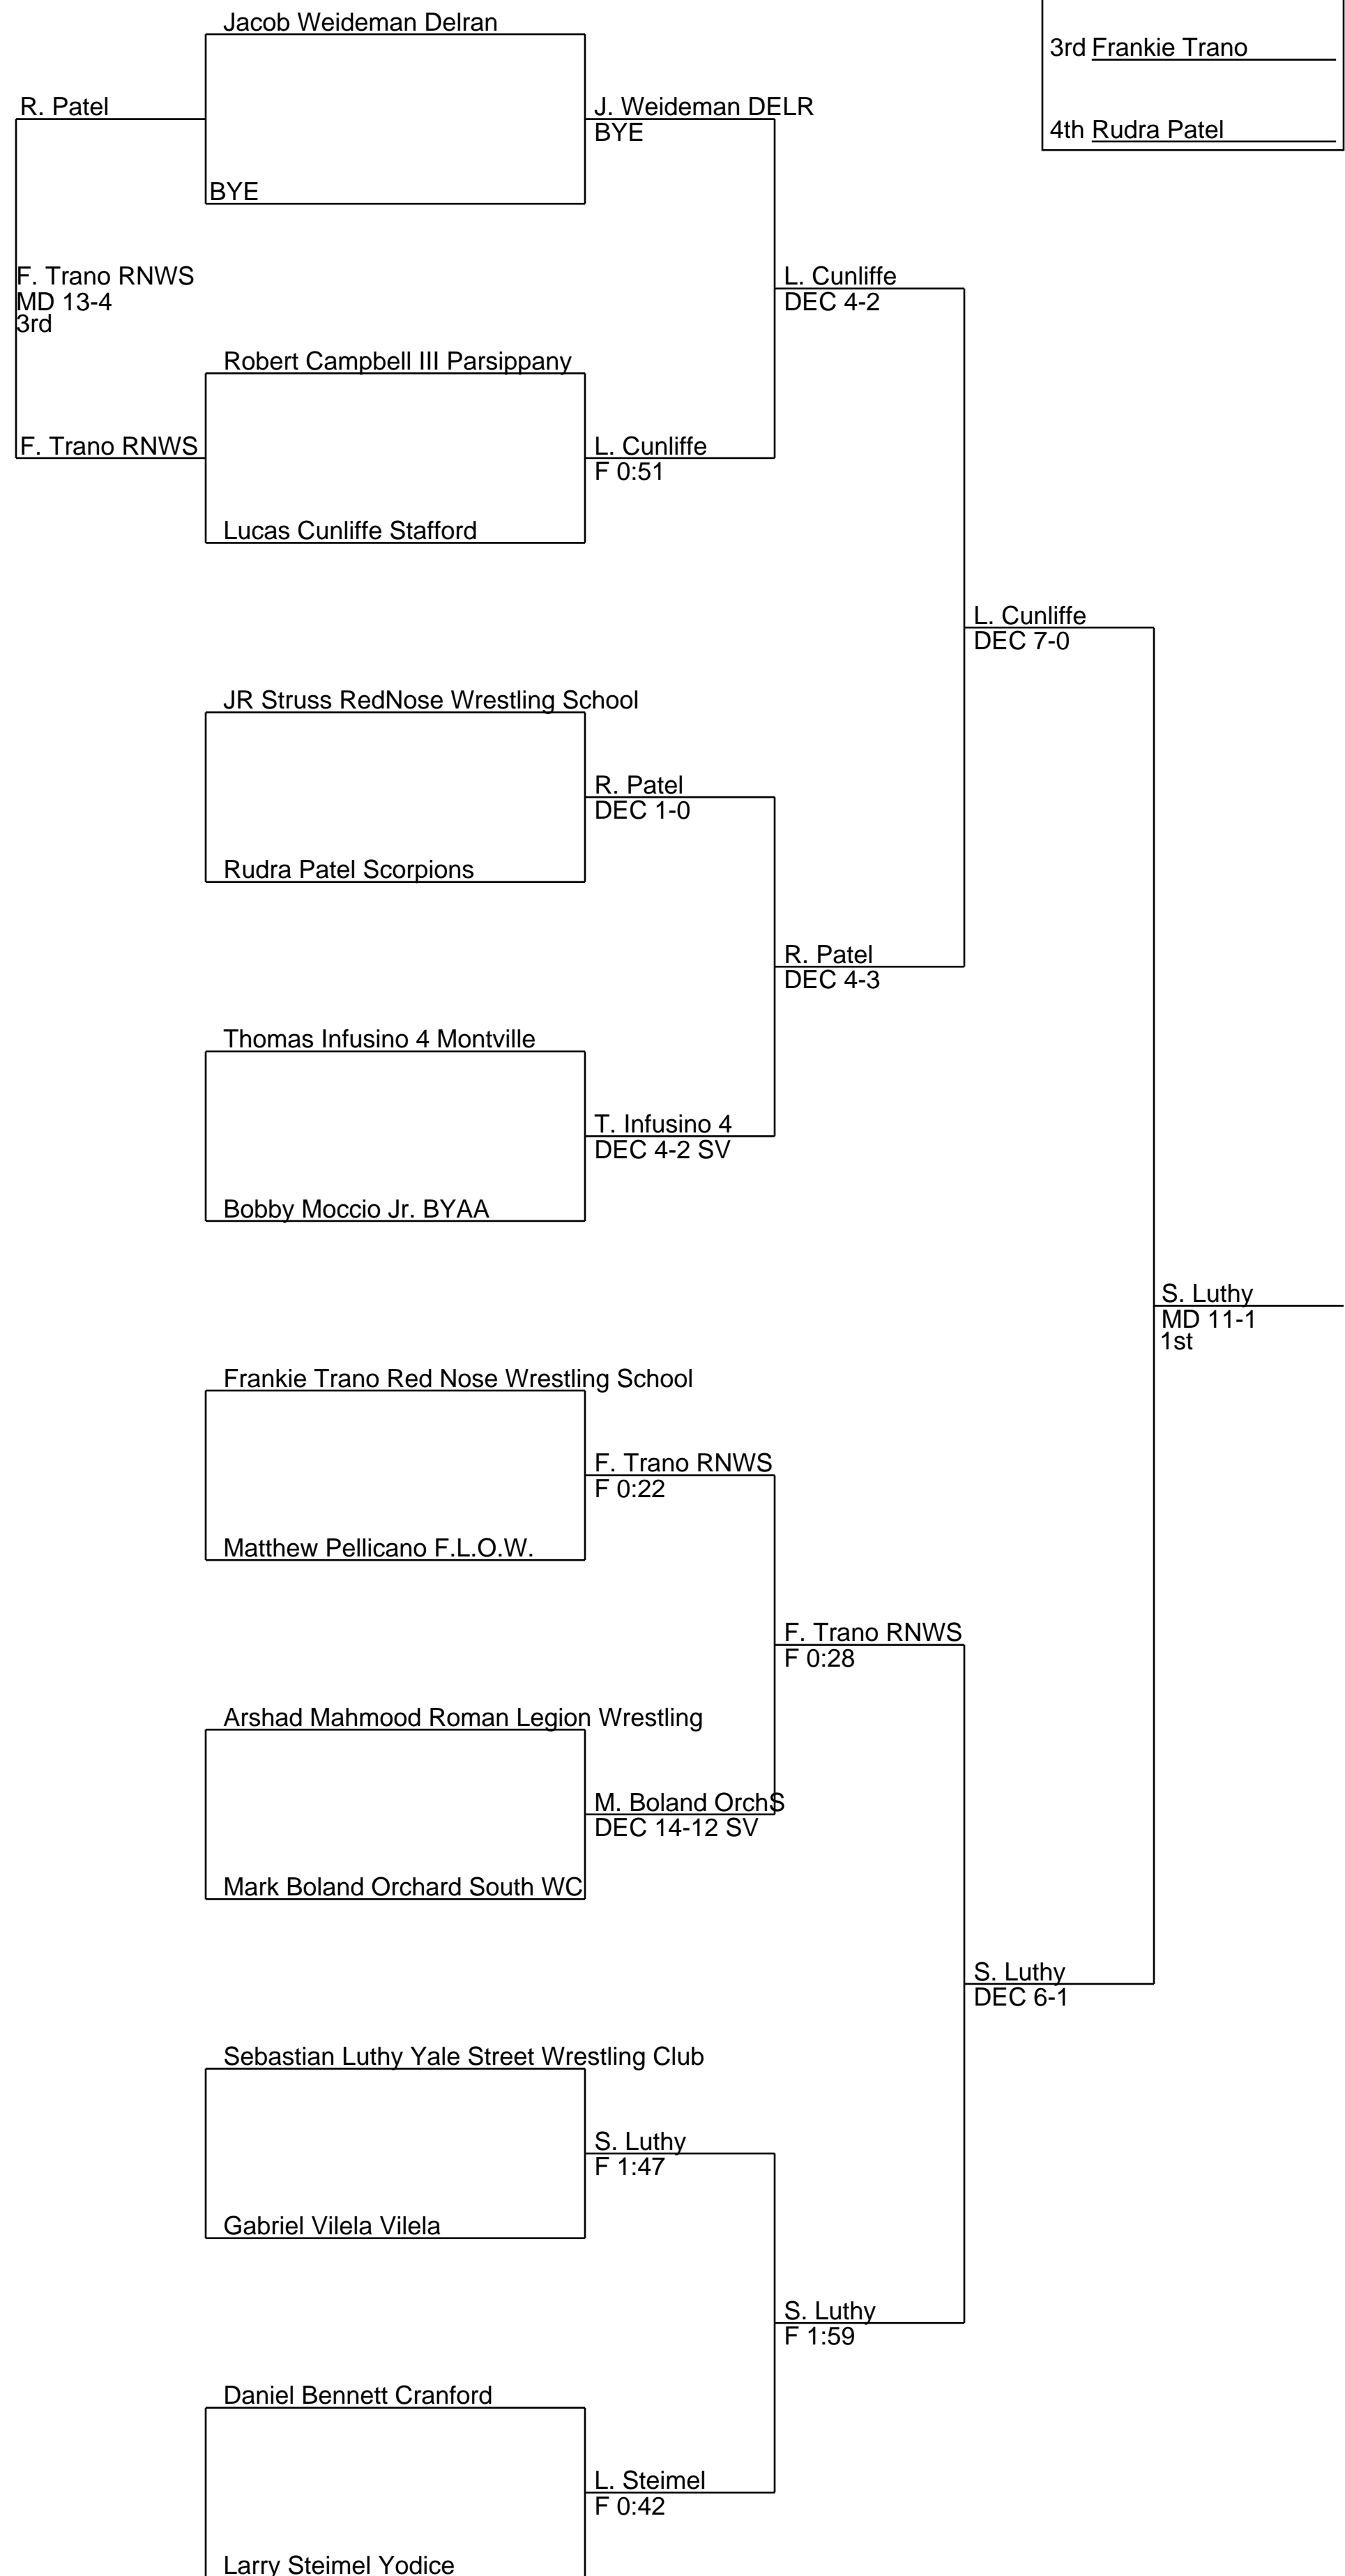 Jacob Weideman Delran
3rd Frankie Trano
R. Patel
J. Weideman DELR
BYE
4th Rudra Patel
BYE
F. Trano RNWS
MD 13-4
3rd
L. Cunliffe
DEC 4-2
Robert Campbell III Parsippany
F. Trano RNWS
L. Cunliffe
F 0:51
Lucas Cunliffe Stafford
L. Cunliffe
DEC 7-0
JR Struss RedNose Wrestling School
R. Patel
DEC 1-0
Rudra Patel Scorpions
R. Patel
DEC 4-3
Thomas Infusino 4 Montville
T. Infusino 4
DEC 4-2 SV
Bobby Moccio Jr. BYAA
S. Luthy
MD 11-1
1st
Frankie Trano Red Nose Wrestling School
F. Trano RNWS
F 0:22
Matthew Pellicano F.L.O.W.
F. Trano RNWS
F 0:28
Arshad Mahmood Roman Legion Wrestling
M. Boland OrchS
DEC 14-12 SV
Mark Boland Orchard South WC
S. Luthy
DEC 6-1
Sebastian Luthy Yale Street Wrestling Club
S. Luthy
F 1:47
Gabriel Vilela Vilela
S. Luthy
F 1:59
Daniel Bennett Cranford
L. Steimel
F 0:42
Larry Steimel Yodice